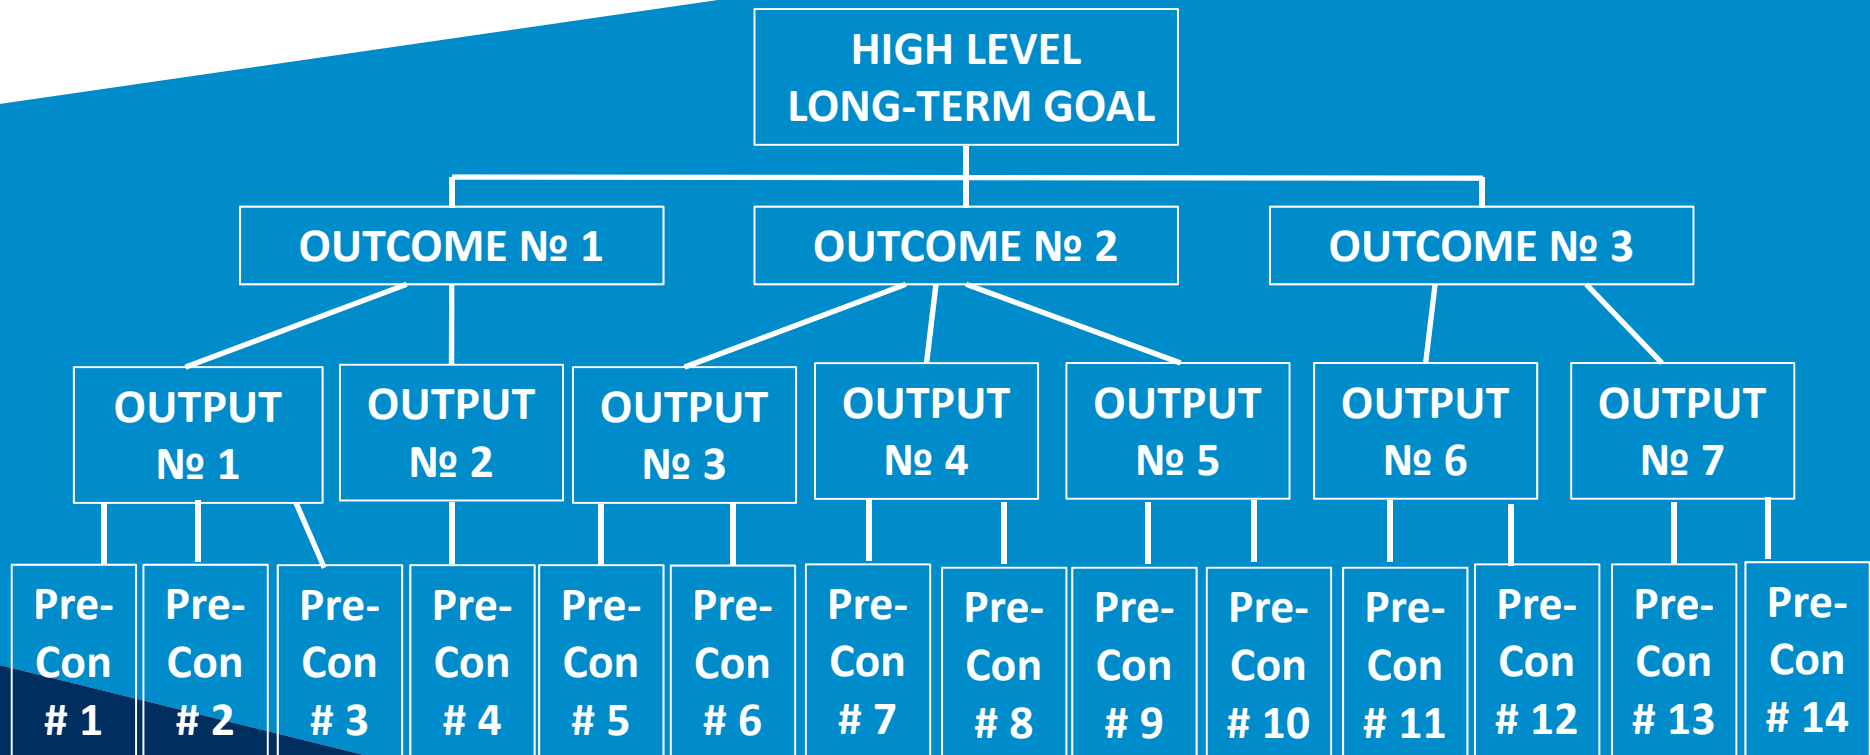 HIGH LEVEL
LONG-TERM GOAL
OUTCOME № 1
OUTCOME № 2
OUTCOME № 3
OUTPUT
№ 1
OUTPUT
№ 2
OUTPUT
№ 3
OUTPUT
№ 4
OUTPUT
№ 5
OUTPUT
№ 6
OUTPUT
№ 7
Pre-
Con
# 1
Pre-
Con
# 2
Pre-
Con
# 3
Pre-
Con
# 4
Pre-
Con
# 5
Pre-
Con
# 6
Pre-
Con
# 7
Pre-
Con
# 8
Pre-
Con
# 9
Pre-
Con
# 10
Pre-
Con
# 11
Pre-
Con
# 12
Pre-
Con
# 13
Pre-
Con
# 14